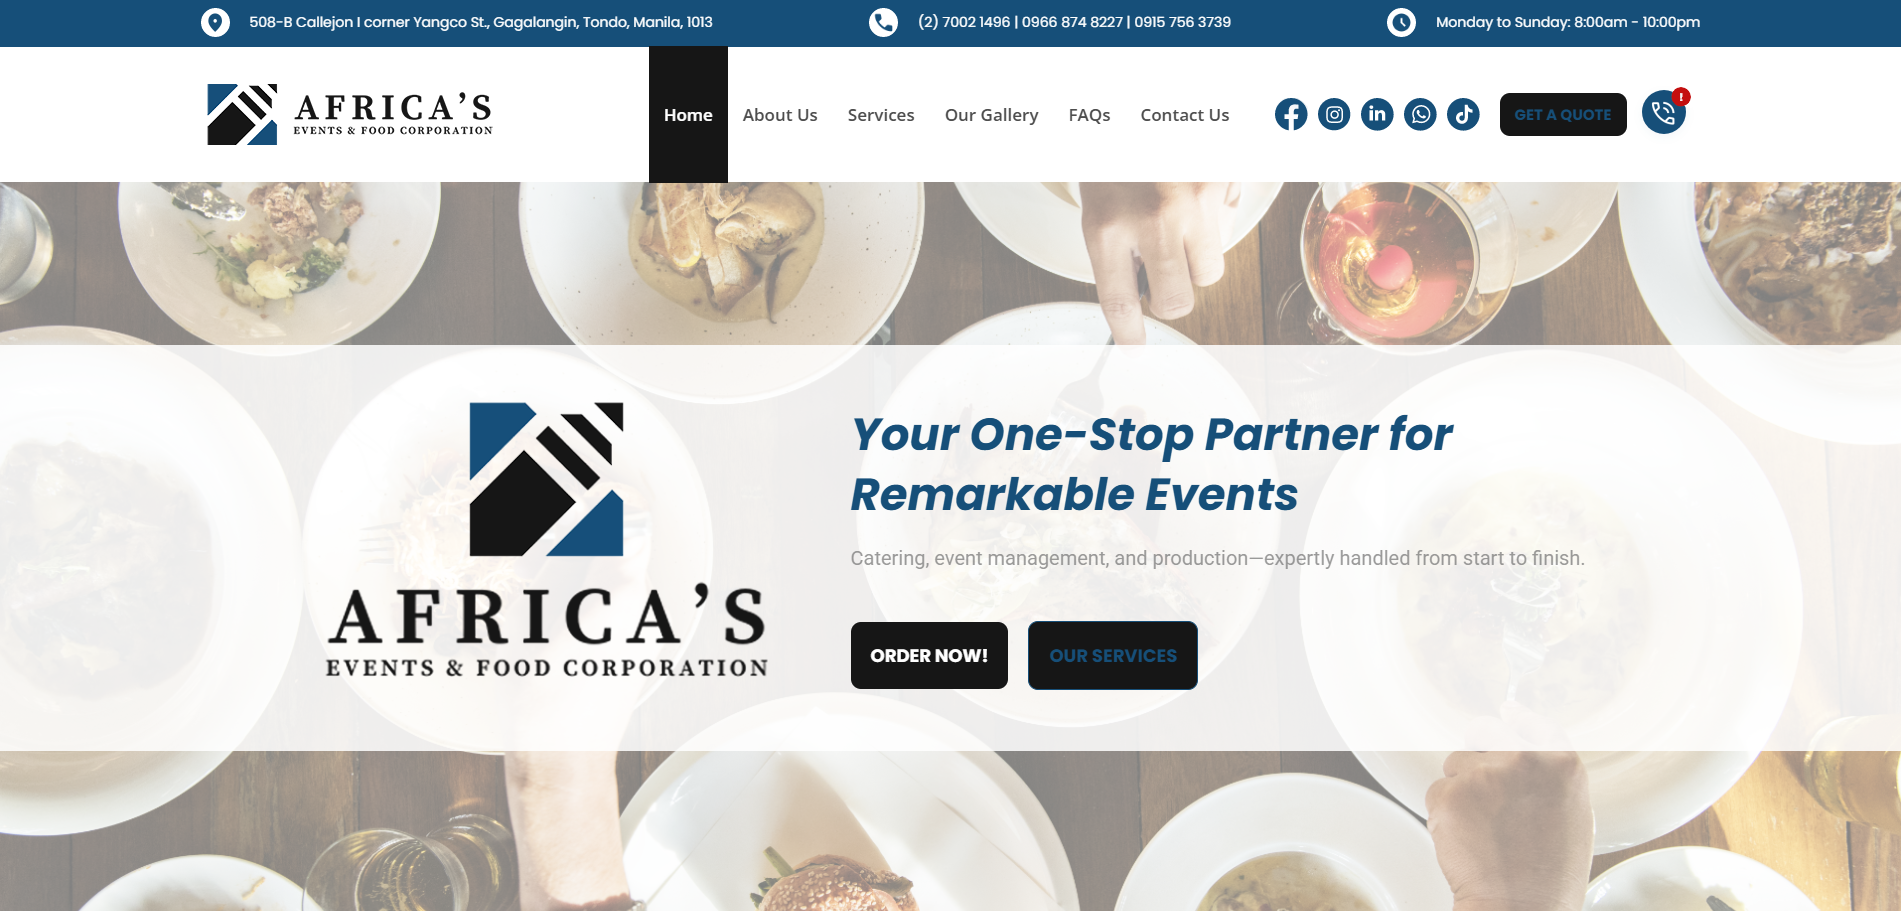 508-B Callejon I corner Yangco St., Gagalangin, Tondo, Manila, 1013
(2) 7002 1496 | 0966 874 8227 | 0915 756 3739
Monday to Sunday: 8:00am - 10:00pm
AFRICA'S
EVENTS & FOOD CORPORATION
Home
About Us
Services
Our Gallery
FAQs
Contact Us
in
GET A QUOTE
!
AFRICA'S
EVENTS & FOOD CORPORATION
Your One-Stop Partner for
Remarkable Events
Catering, event management, and production—expertly handled from start to finish.
ORDER NOW!
OUR SERVICES